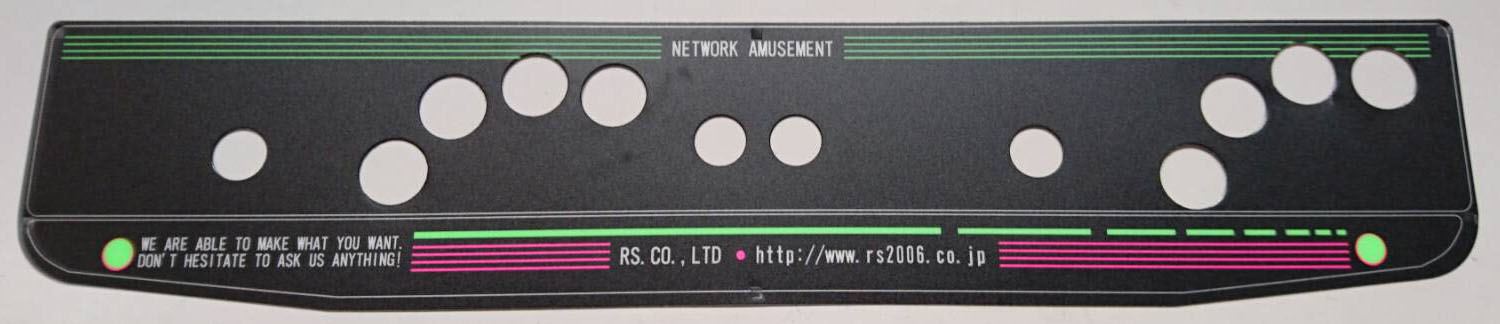 NETWORK AMUSEMENT
WE ARE ABLE TO MAKE WHAT YOU WANT.
DON'T HESITATE TO ASK US ANYTHING!
RS.CO.,LTD • http://www.rs2006.co.jp